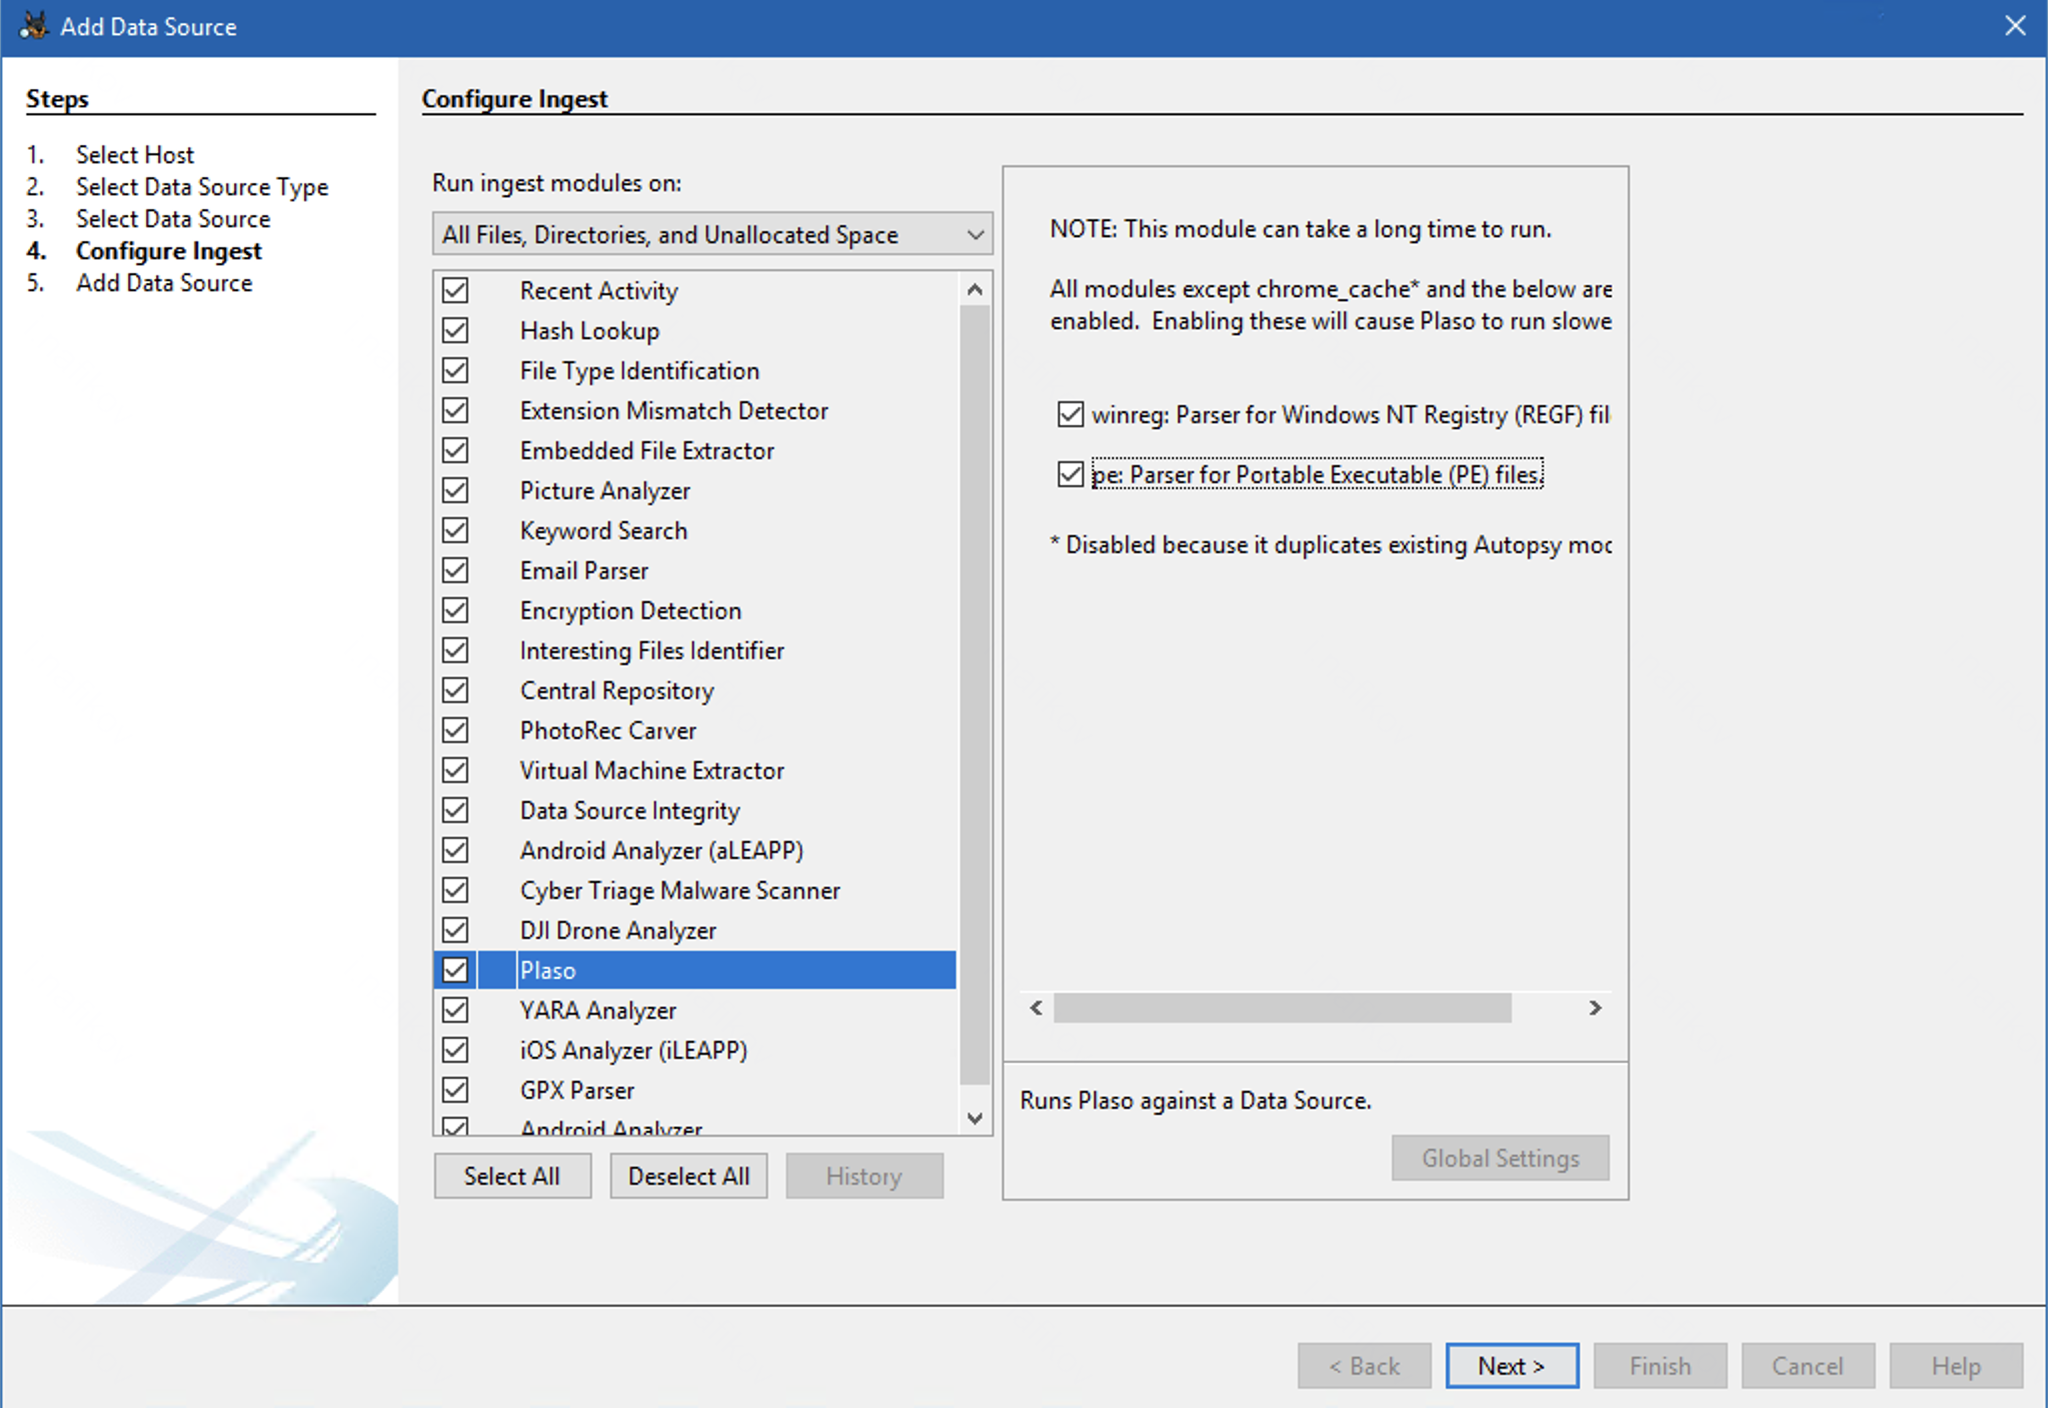 Add Data Source
Steps
1. Select Host
2. Select Data Source Type
3. Select Data Source
4. Configure Ingest
5. Add Data Source
Configure Ingest
Run ingest modules on:
All Files, Directories, and Unallocated Space
Recent Activity
Hash Lookup
File Type Identification
Extension Mismatch Detector
Embedded File Extractor
Picture Analyzer
Keyword Search
Email Parser
Encryption Detection
Interesting Files Identifier
Central Repository
PhotoRec Carver
Virtual Machine Extractor
Data Source Integrity
Android Analyzer (aLEAPP)
Cyber Triage Malware Scanner
DJI Drone Analyzer
Plaso
YARA Analyzer
iOS Analyzer (iLEAPP)
GPX Parser
Android Analyzer
Select All
Deselect All
History
NOTE: This module can take a long time to run.
All modules except chrome_cache* and the below are
enabled. Enabling these will cause Plaso to run slowe
winreg: Parser for Windows NT Registry (REGF) fil
pe: Parser for Portable Executable (PE) files.
* Disabled because it duplicates existing Autopsy mod
Runs Plaso against a Data Source.
Global Settings
< Back
Next >
Finish
Cancel
Help